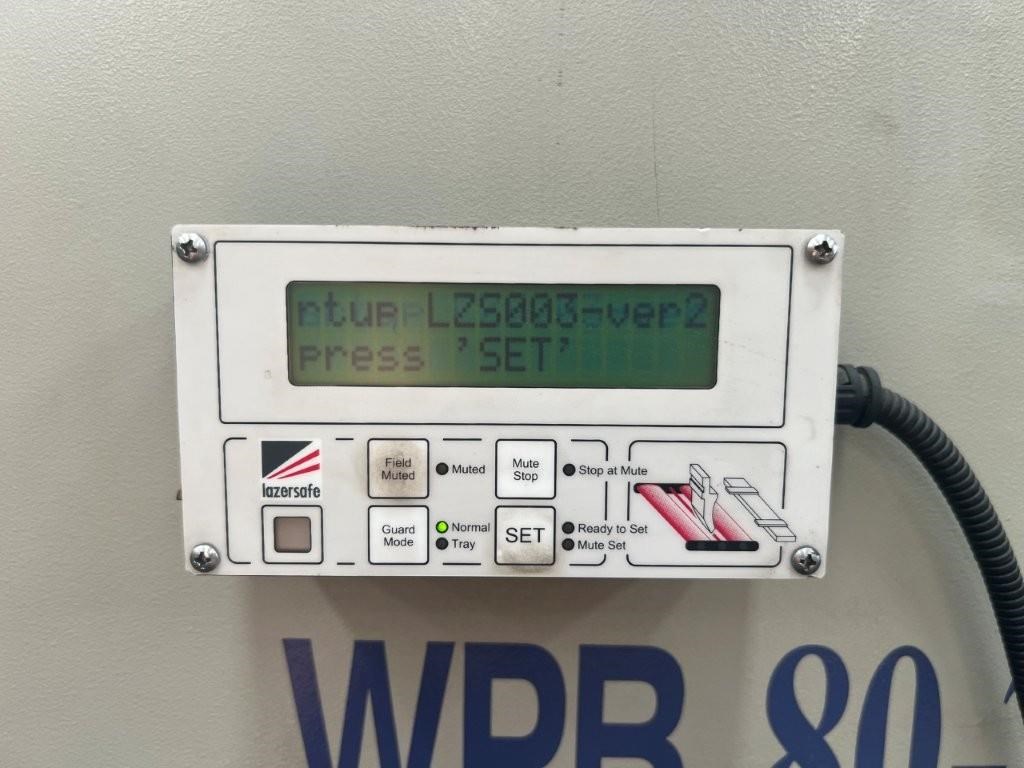 LZS003-ver2
press 'SET'
lazersafe
Field
Muted
Muted
Mute
Stop
Stop at Mute
Guard
Mode
Normal
Tray
SET
Ready to Set
Mute Set
WPB 80-